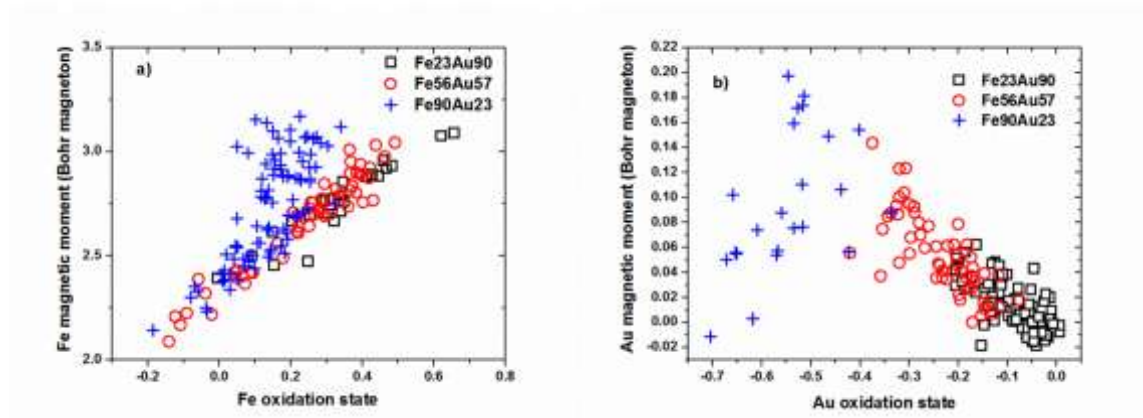 a)
Fe23Au90
Fe56Au57
Fe90Au23
3.5
3.0
2.5
2.0
Fe magnetic moment (Bohr magneton)
-0.2 0.0 0.2 0.4 0.6 0.8
Fe oxidation state
b)
Fe23Au90
Fe56Au57
Fe90Au23
0.22
0.20
0.18
0.16
0.14
0.12
0.10
0.08
0.06
0.04
0.02
0.00
-0.02
Au magnetic moment (Bohr magneton)
-0.7 -0.6 -0.5 -0.4 -0.3 -0.2 -0.1 0.0
Au oxidation state